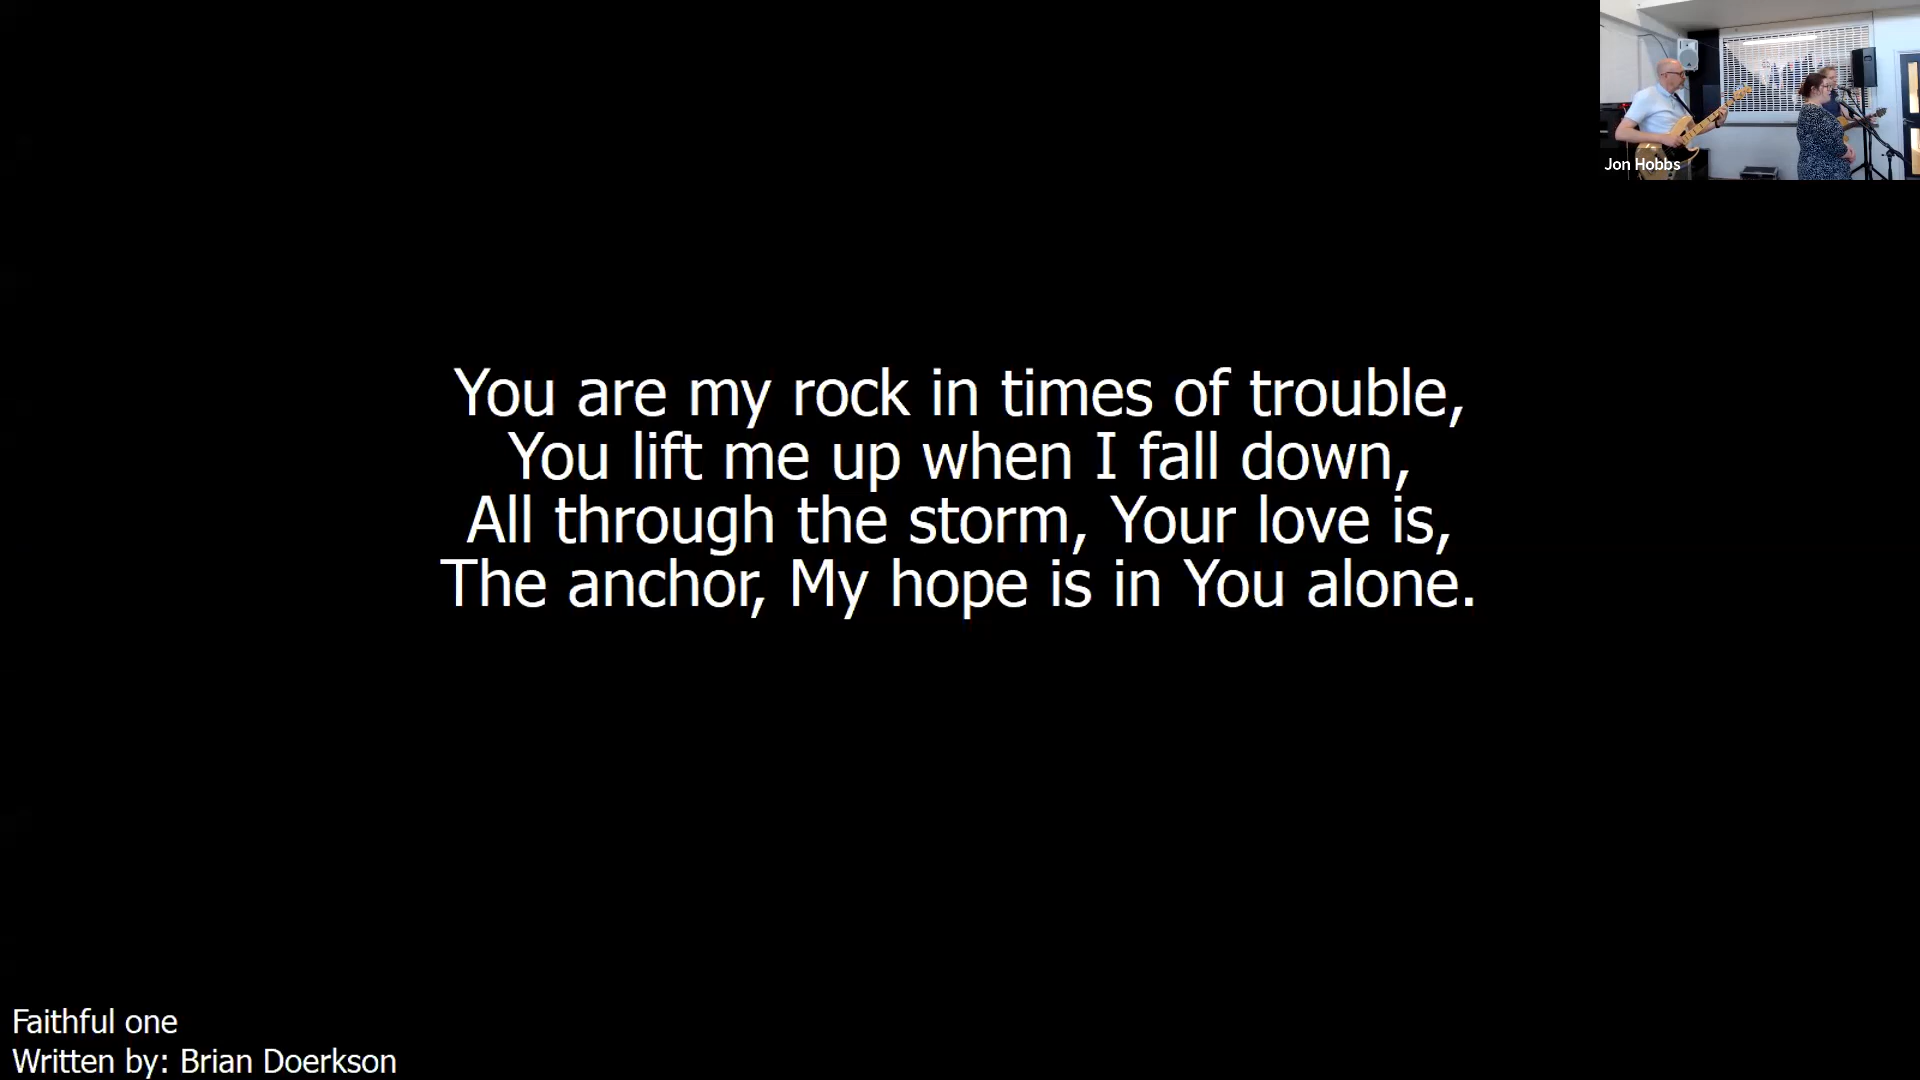 Jon Hobbs
You are my rock in times of trouble,
You lift me up when I fall down,
All through the storm, Your love is,
The anchor, My hope is in You alone.
Faithful one
Written by: Brian Doerkson